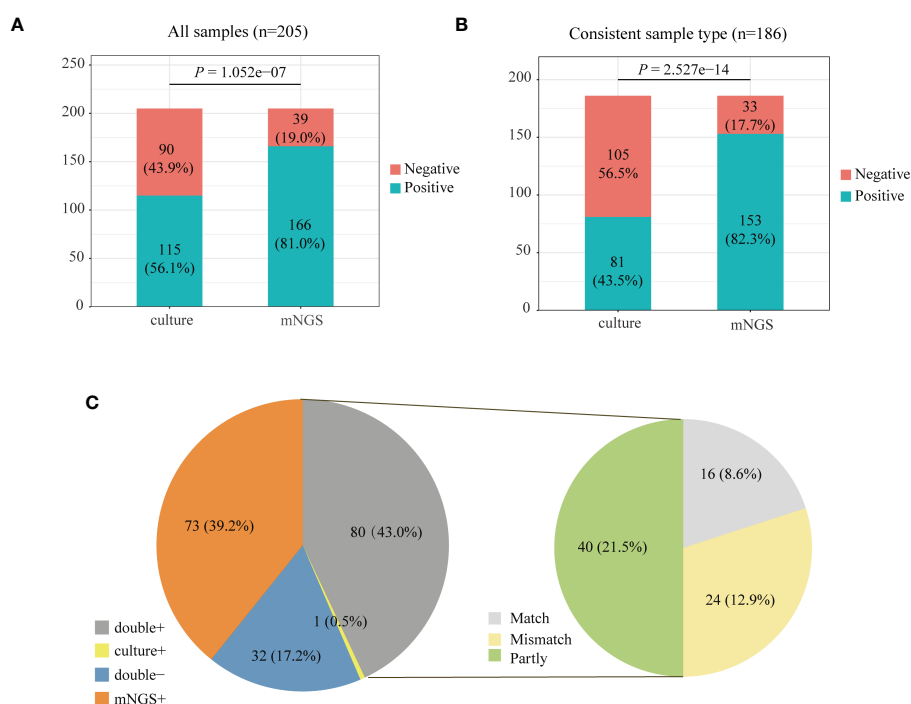 A
All samples (n=205)
250
200
150
100
50
0
P = 1.052e−07
90
(43.9%)
115
(56.1%)
39
(19.0%)
166
(81.0%)
culture
mNGS
Negative
Positive
B
Consistent sample type (n=186)
200
150
100
50
0
P = 2.527e−14
105
56.5%
81
(43.5%)
33
(17.7%)
153
(82.3%)
culture
mNGS
Negative
Positive
C
73 (39.2%)
80 (43.0%)
1 (0.5%)
32 (17.2%)
double+
culture+
double−
mNGS+
16 (8.6%)
40 (21.5%)
24 (12.9%)
Match
Mismatch
Partly